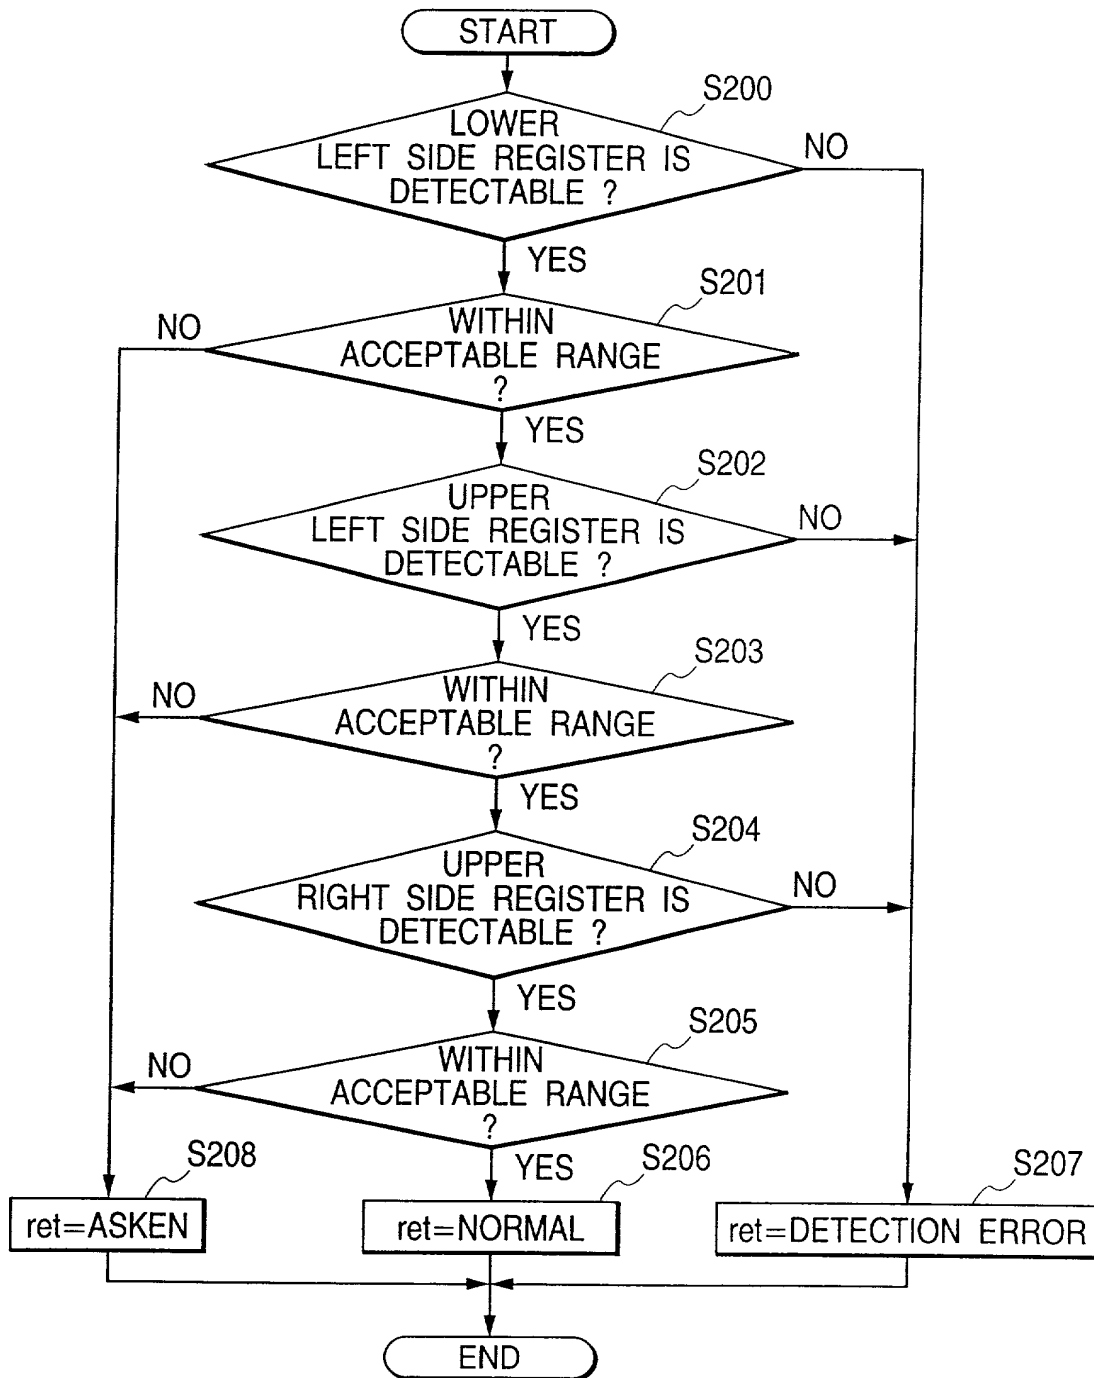 START
S200
LOWER
LEFT SIDE REGISTER IS
DETECTABLE ?
NO
YES
S201
NO
WITHIN
ACCEPTABLE RANGE
?
YES
S202
UPPER
LEFT SIDE REGISTER IS
DETECTABLE ?
NO
YES
S203
NO
WITHIN
ACCEPTABLE RANGE
?
YES
S204
UPPER
RIGHT SIDE REGISTER IS
DETECTABLE ?
NO
YES
S205
NO
WITHIN
ACCEPTABLE RANGE
?
YES
S208
S206
S207
ret=ASKEN
ret=NORMAL
ret=DETECTION ERROR
END